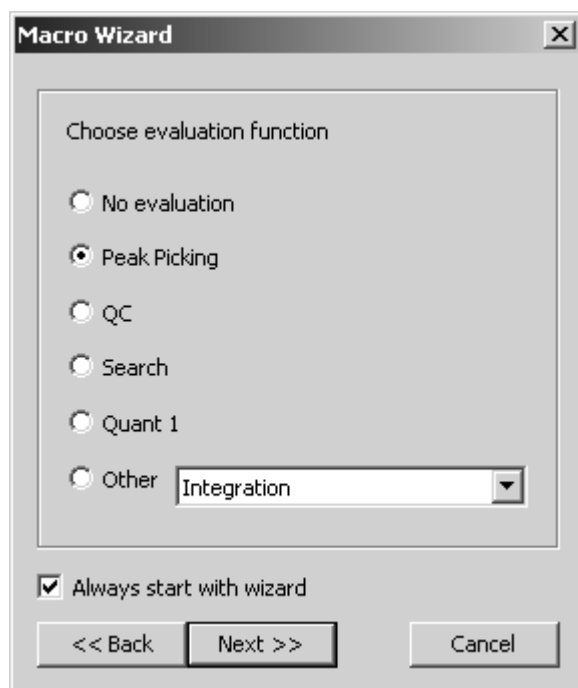 Macro Wizard
Choose evaluation function
No evaluation
Peak Picking
QC
Search
Quant 1
Other Integration
Always start with wizard
<< Back Next >> Cancel